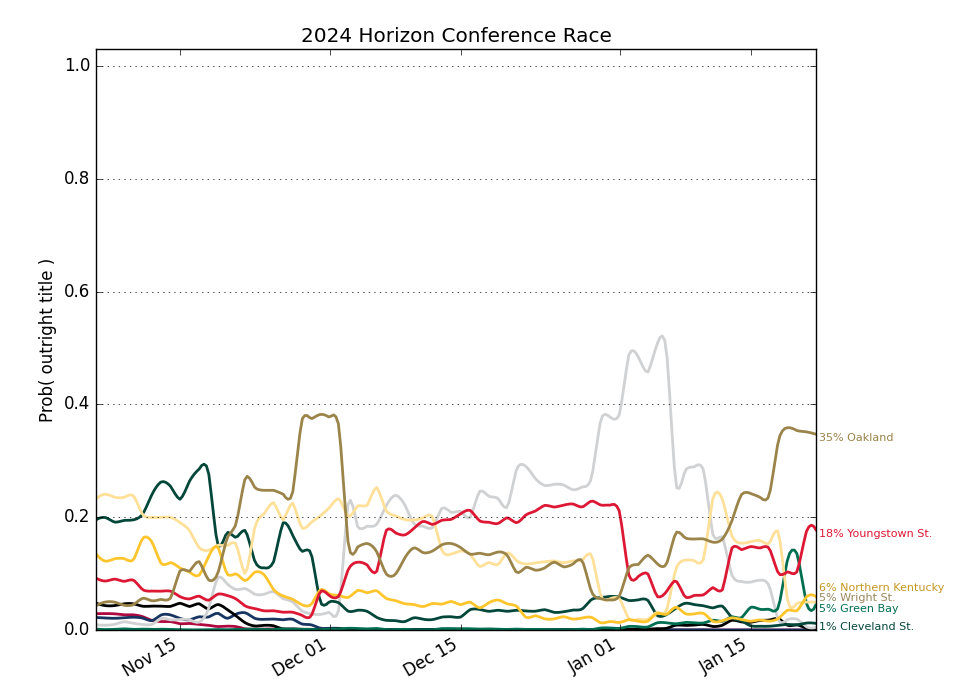 2024 Horizon Conference Race
Prob( outright title )
1.0
0.8
0.6
0.4
0.2
0.0
Nov 15
Dec 01
Dec 15
Jan 01
Jan 15
35% Oakland
18% Youngstown St.
6% Northern Kentucky
Wright St.
5% Green Bay
1% Cleveland St.